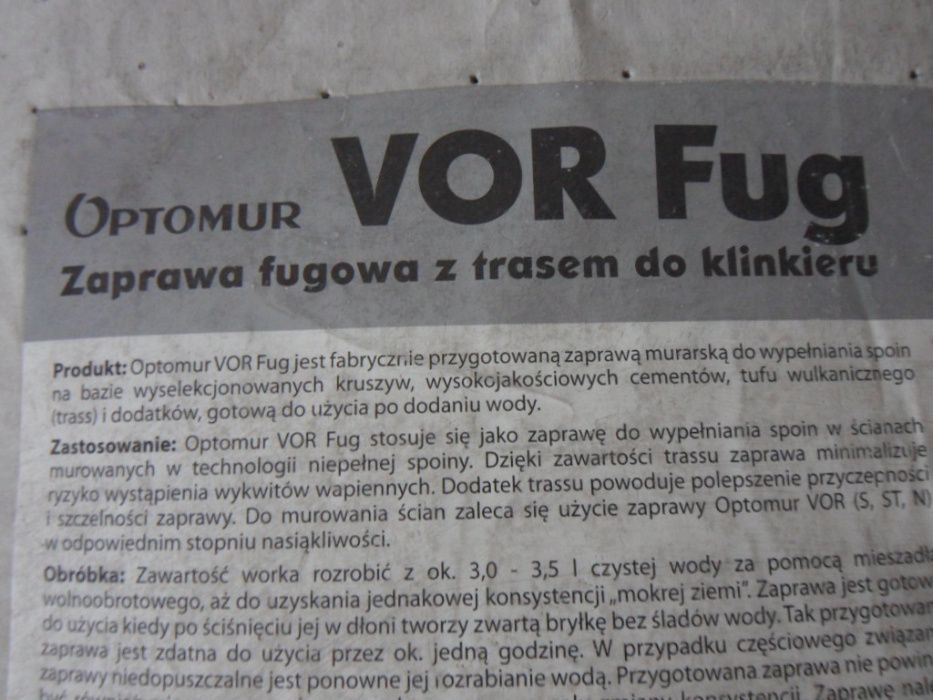 OPTOMUR VOR Fug
Zaprawa fugowa z trasem do klinkieru
Produkt: Optomur VOR Fug jest fabrycznie przygotowaną zaprawą murarską do wypełniania spoin
na bazie wyselekcjonowanych kruszyw, wysokojakościowych cementów, tufu wulkanicznego
(trass) i dodatków, gotową do użycia po dodaniu wody.
Zastosowanie: Optomur VOR Fug stosuje się jako zaprawę do wypełniania spoin w ścianach
murowanych w technologii niepełnej spoiny. Dzięki zawartości trassu zaprawa minimalizuje
ryzyko wystąpienia wykwitów wapiennych. Dodatek trassu powoduje polepszenie przyczepności
i szczelności zaprawy. Do murowania ścian zaleca się użycie zaprawy Optomur VOR (S, ST, N)
w odpowiednim stopniu nasiąkliwości.
Obróbka: Zawartość worka rozrobić z ok. 3,0 - 3,5 l czystej wody za pomocą mieszadł
wolnoobrotowego, aż do uzyskania jednakowej konsystencji „mokrej ziemi”. Zaprawa jest gotow
do użycia kiedy po ściśnięciu jej w dłoni tworzy zwartą bryłkę bez śladów wody. Tak przygotowan
zaprawa jest zdatna do użycia przez ok. jedną godzinę. W przypadku częściowego związan
zaprawy niedopuszczalne jest ponowne jej rozrabianie wodą. Przygotowana zaprawa nie powin
konsystencji. Zaprawę